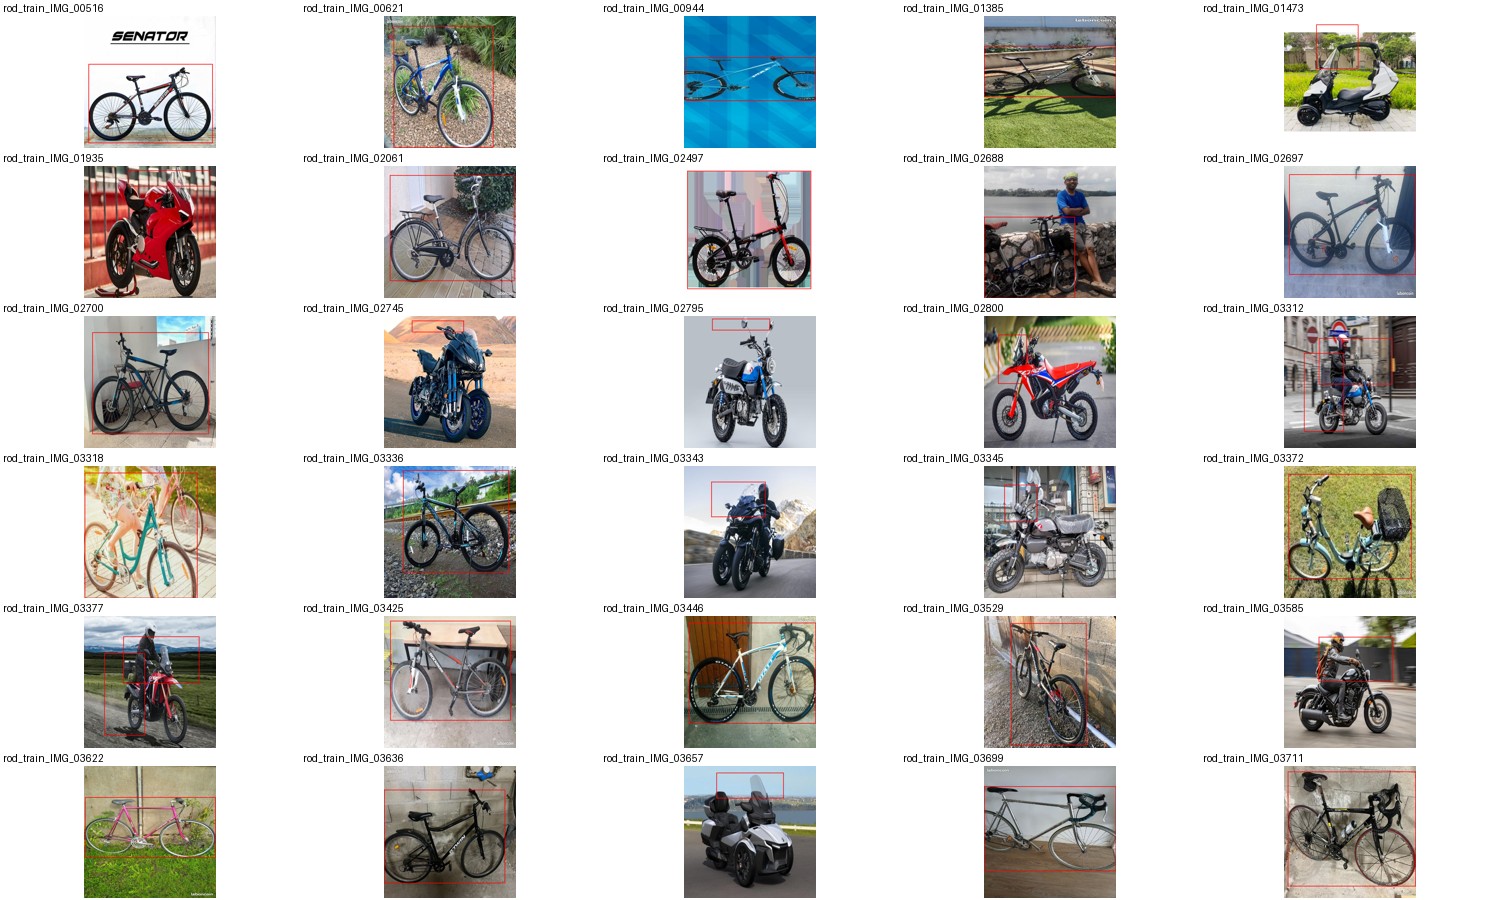 rod_train_IMG_00516
rod_train_IMG_00621
rod_train_IMG_00944
rod_train_IMG_01385
rod_train_IMG_01473
SENATOR
rod_train_IMG_01935
rod_train_IMG_02061
rod_train_IMG_02497
rod_train_IMG_02688
rod_train_IMG_02697
rod_train_IMG_02700
rod_train_IMG_02745
rod_train_IMG_02795
rod_train_IMG_02800
rod_train_IMG_03312
rod_train_IMG_03318
rod_train_IMG_03336
rod_train_IMG_03343
rod_train_IMG_03345
rod_train_IMG_03372
rod_train_IMG_03377
rod_train_IMG_03425
rod_train_IMG_03446
rod_train_IMG_03529
rod_train_IMG_03585
rod_train_IMG_03622
rod_train_IMG_03636
rod_train_IMG_03657
rod_train_IMG_03699
rod_train_IMG_03711